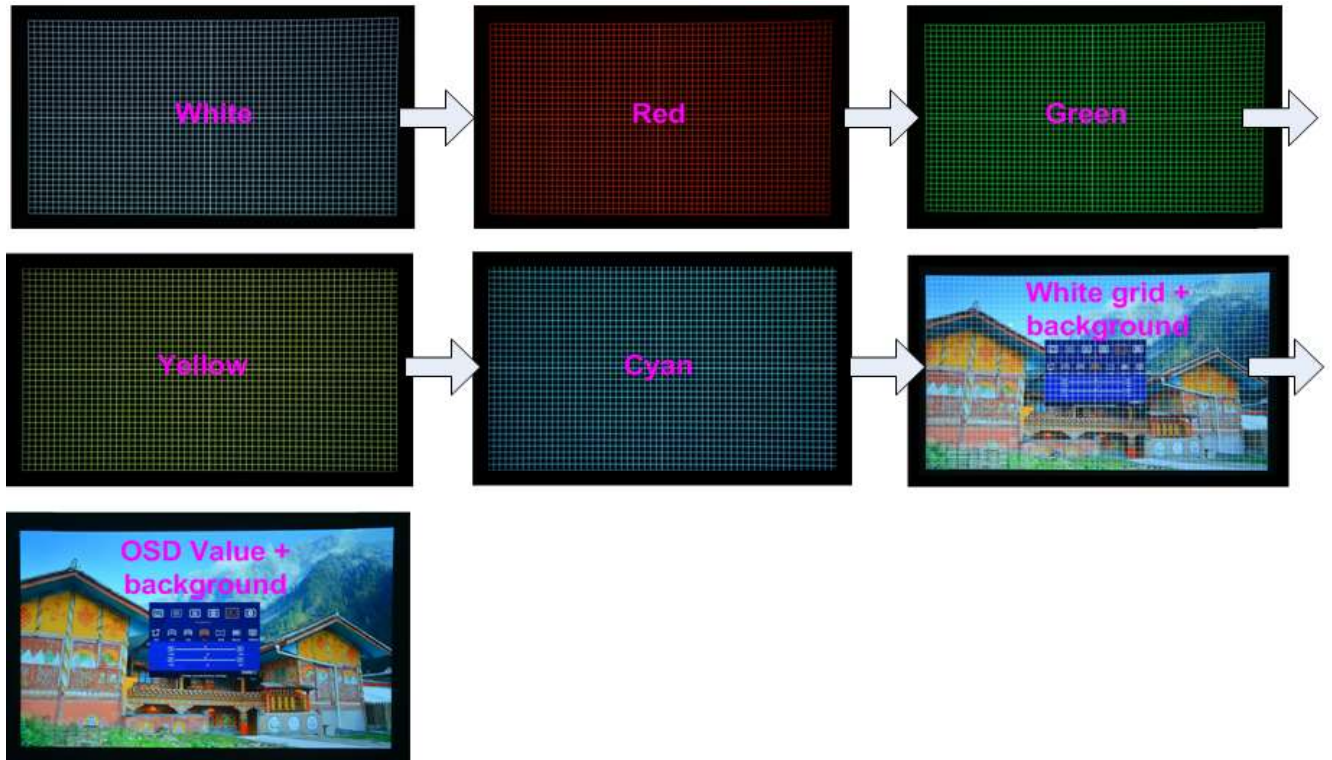 White
Red
Green
Yellow
Cyan
White grid +
background
OSD Value +
background